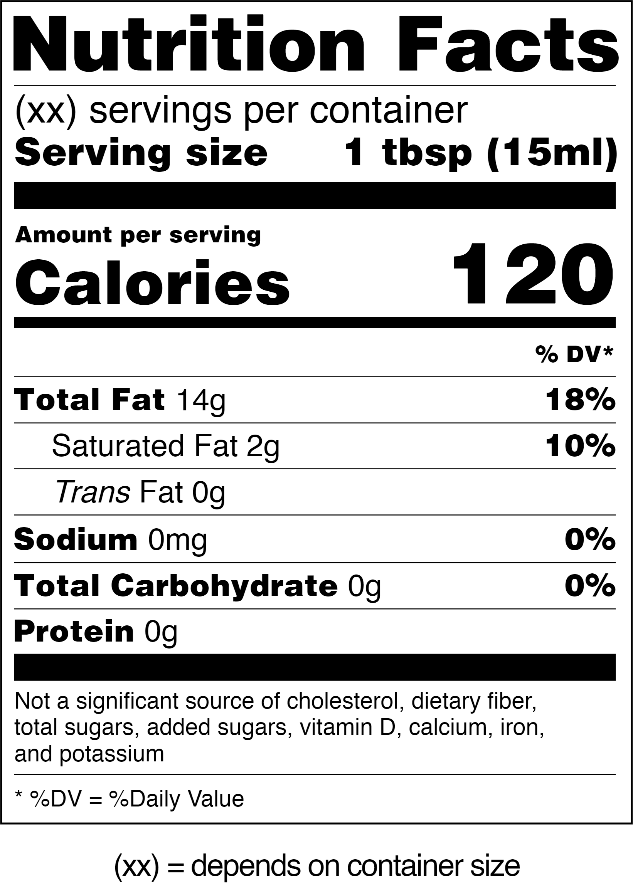 Nutrition Facts
(xx) servings per container
Serving size 1 tbsp (15ml)
Amount per serving
Calories 120
% DV*
Total Fat 14g 18%
Saturated Fat 2g 10%
Trans Fat 0g
Sodium 0mg 0%
Total Carbohydrate 0g 0%
Protein 0g
Not a significant source of cholesterol, dietary fiber,
total sugars, added sugars, vitamin D, calcium, iron,
and potassium
* %DV = %Daily Value
(xx) = depends on container size